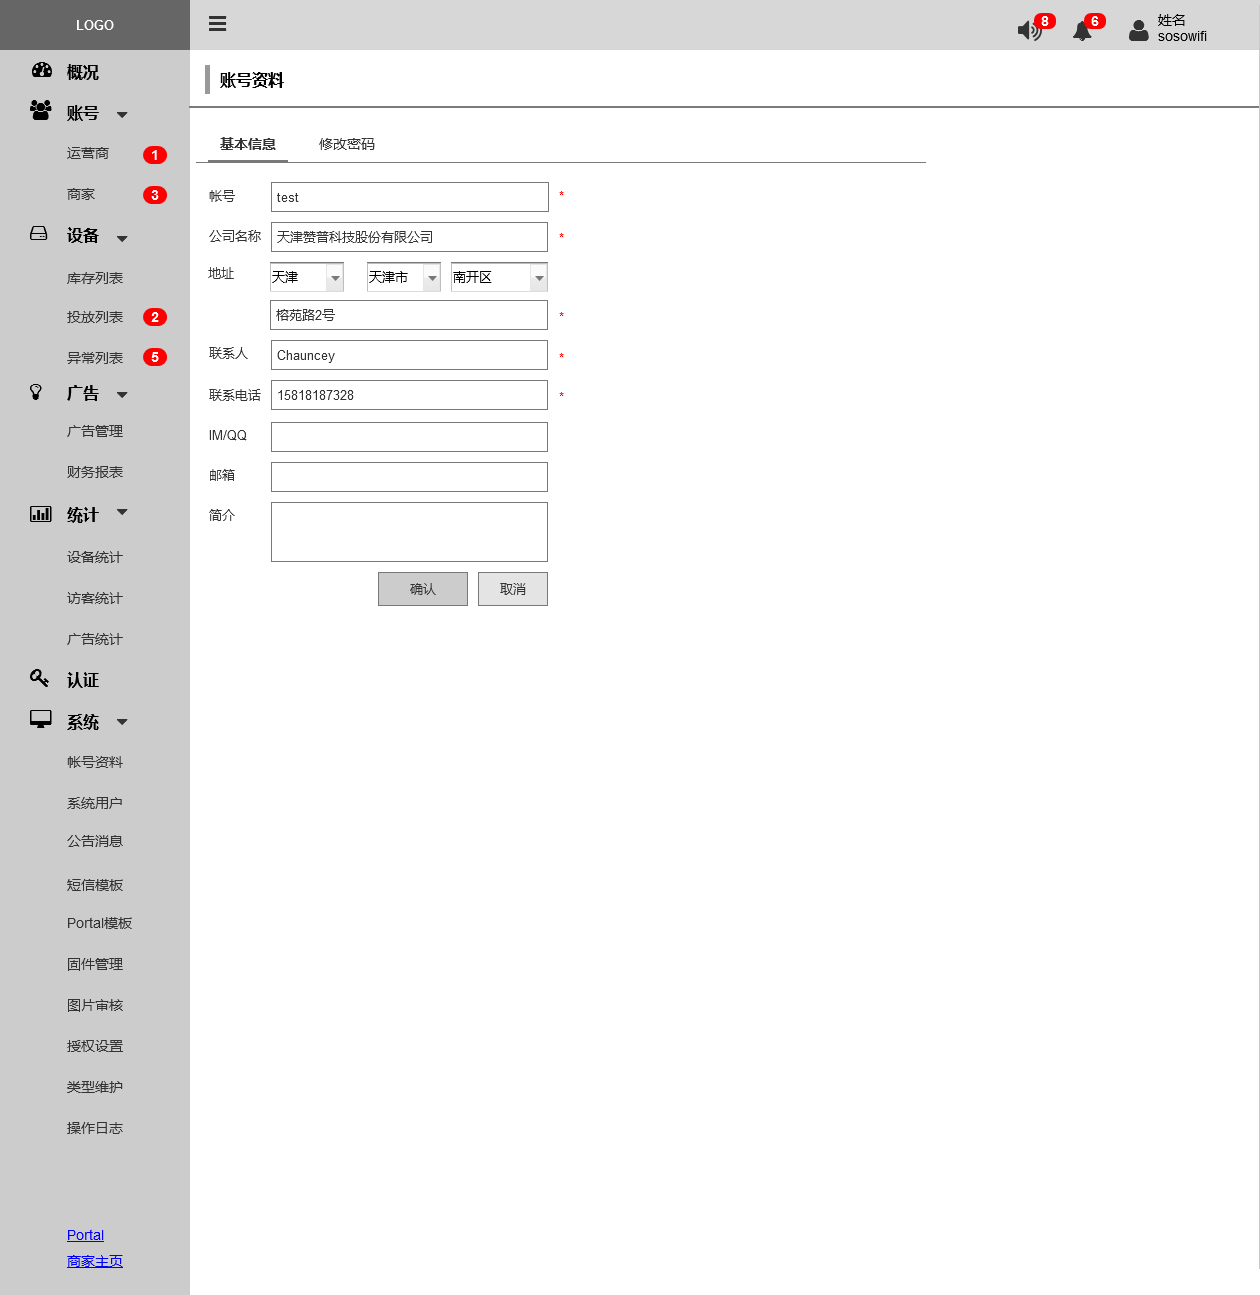 LOGO
8
6
姓名
sosowifi
概况
账号
运营商
1
商家
3
设备
库存列表
投放列表
2
异常列表
5
广告
广告管理
财务报表
统计
设备统计
访客统计
广告统计
认证
系统
帐号资料
系统用户
公告消息
短信模板
Portal模板
固件管理
图片审核
授权设置
类型维护
操作日志
Portal
商家主页
账号资料
基本信息
修改密码
帐号
test
*
公司名称
天津赞普科技股份有限公司
*
地址
天津
天津市
南开区
榕苑路2号
*
联系人
Chauncey
*
联系电话
15818187328
*
IM/QQ
邮箱
简介
确认
取消